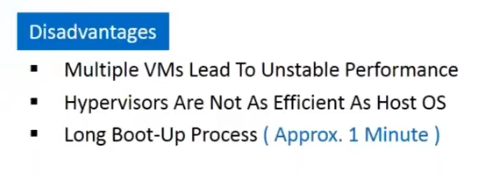 Disadvantages
▪ Multiple VMs Lead To Unstable Performance
▪ Hypervisors Are Not As Efficient As Host OS
▪ Long Boot-Up Process ( Approx. 1 Minute )